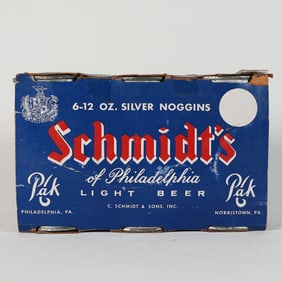 6-12 OZ. SILVER NOGGINS
Schmidt's
of Philadelphia
LIGHT BEER
C. SCHMIDT & SONS, INC.
Pak
PHILADELPHIA, PA.
Pak
NORRISTOWN, PA.